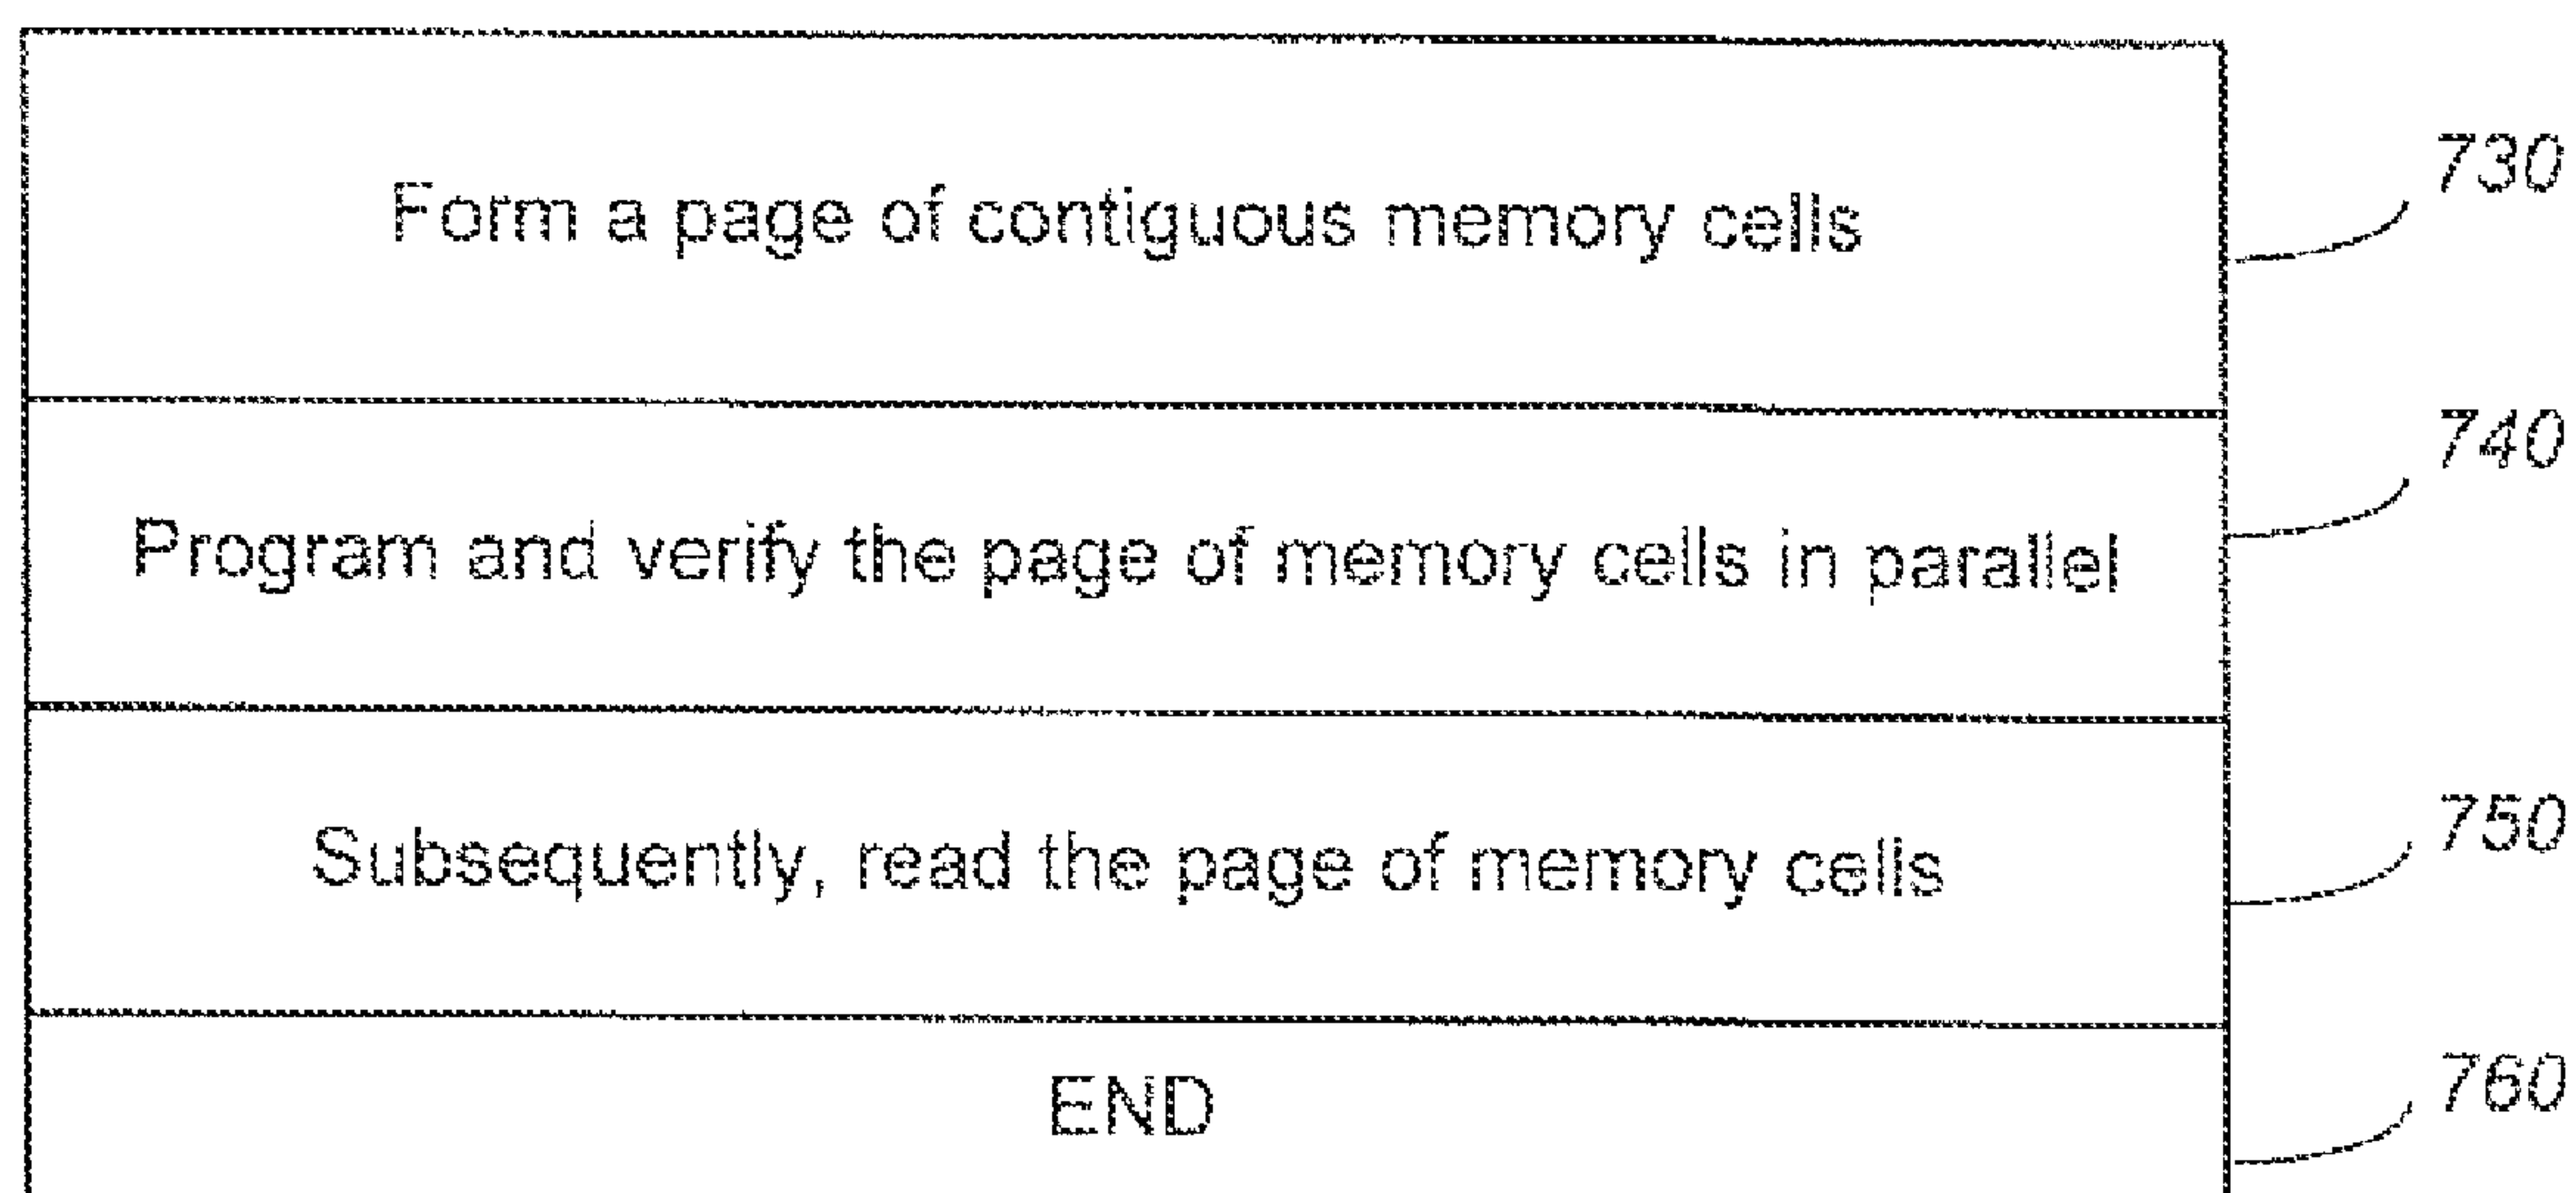 Form a page of contiguous memory cells
730
Program and verify the page of memory cells in parallel
740
Subsequently, read the page of memory cells
750
END
760